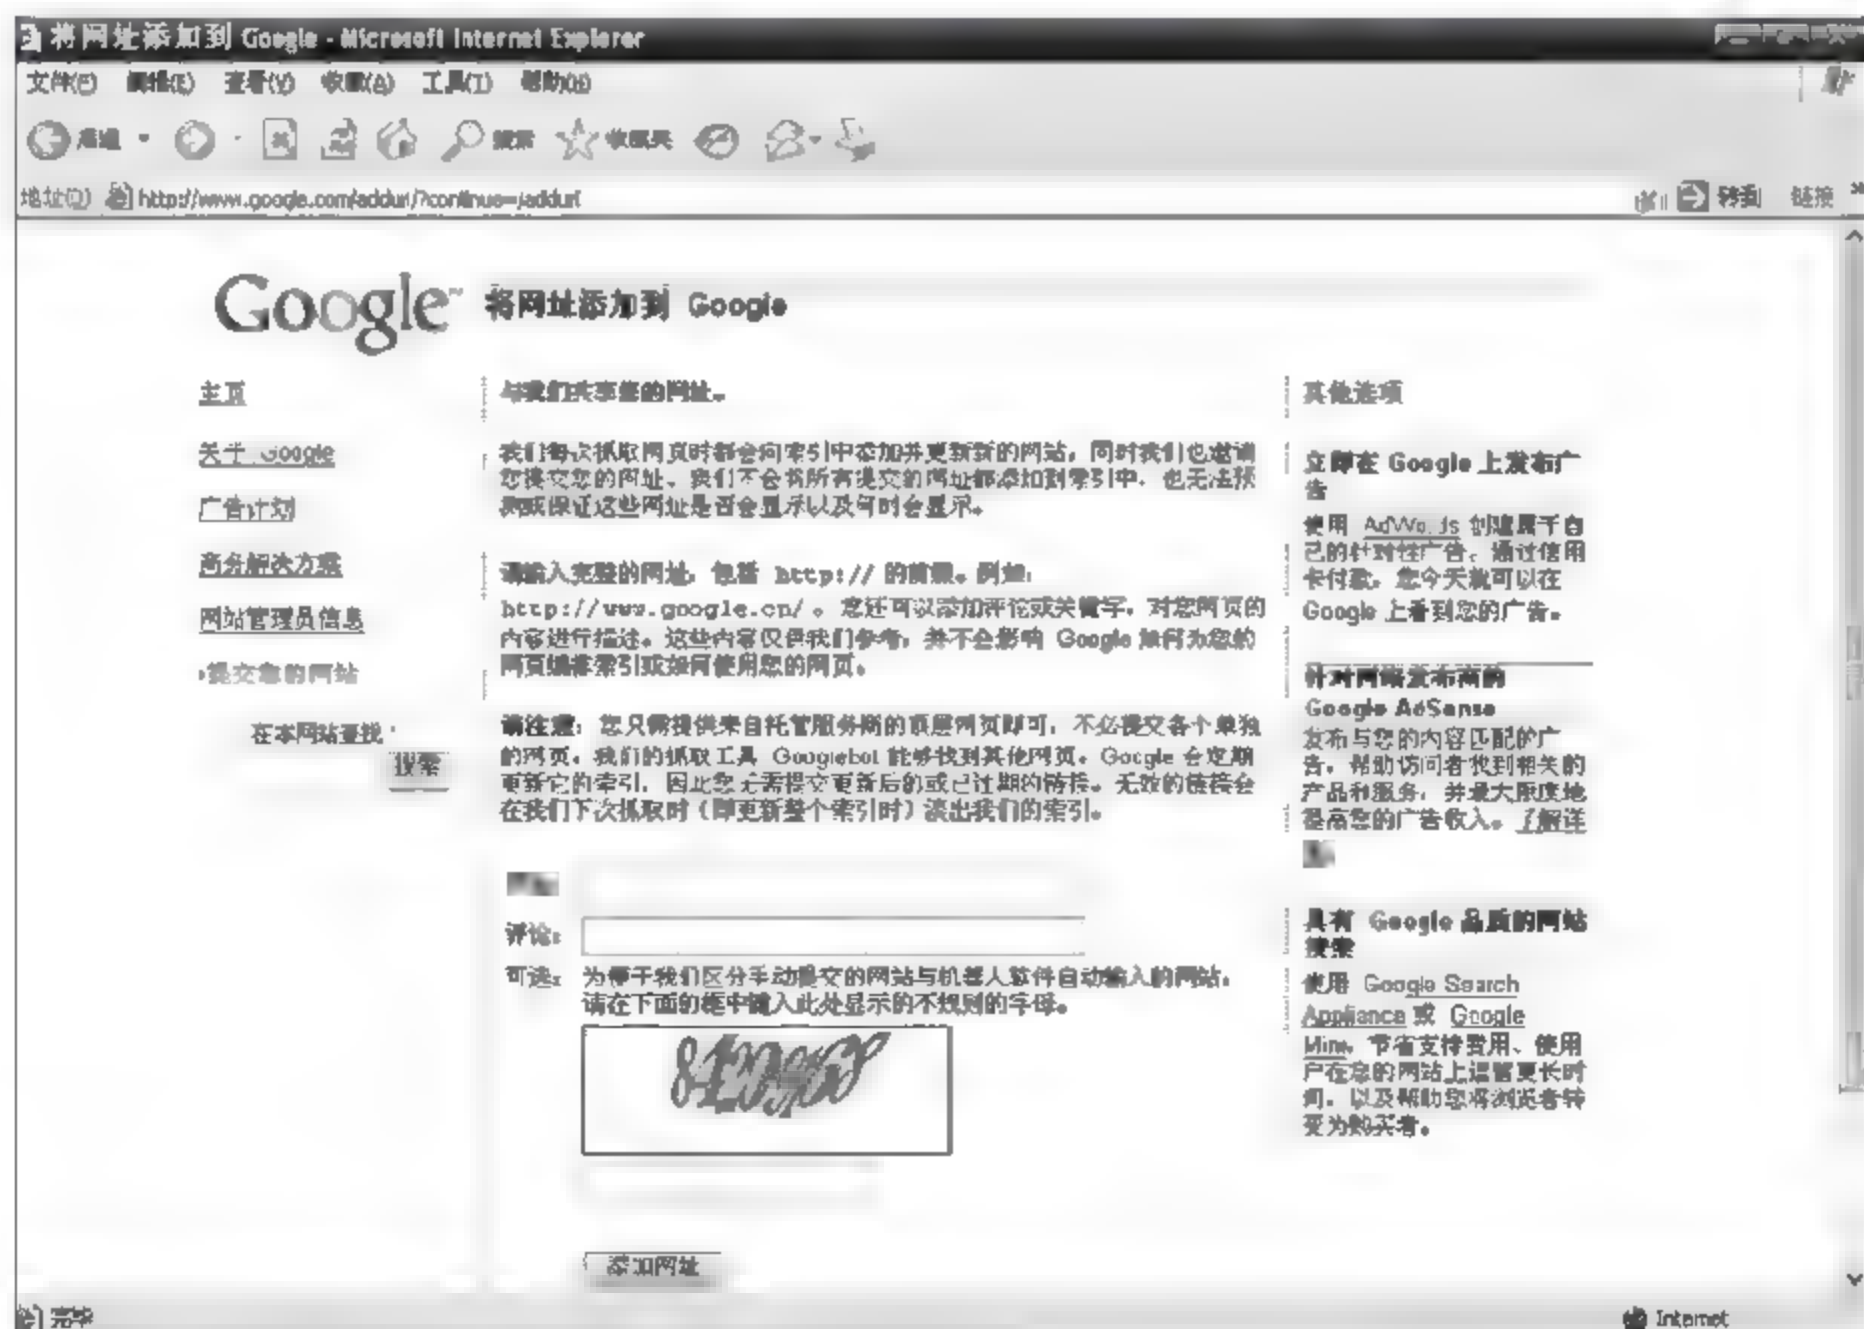 将网址添加到 Google - Microsoft Internet Explorer
文件(F) 编辑(E) 查看(V) 收藏(A) 工具(T) 帮助(H)
后退 搜索 收藏夹
地址(D) http://www.google.com/addurl/?continue=/addurl 转到 链接
Google 将网址添加到 Google
主页
关于 Google
广告计划
商务解决方案
网站管理员信息
提交您的网站
在本网站查找
搜索
与我们共享您的网址。
我们每次抓取网页时都会向索引中添加并更新新的网站,同时我们也邀请
您提交您的网址。我们不会将所有提交的网址都添加到索引中,也无法预
测或保证这些网址是否会显示以及何时会显示。
请输入完整的网址,包括 http:// 的前缀。例如:
http://www.google.cn/ 。您还可以添加评论或关键字,对您网页的
内容进行描述。这些内容仅供我们参考,并不会影响 Google 如何为您的
网页编排索引或如何使用您的网页。
请注意:您只需提供来自托管服务商的顶层网页即可,不必提交各个单独
的网页。我们的抓取工具 Googlebot 能够找到其他网页。Google 会定期
更新它的索引,因此您无需提交更新后的或已过期的链接。无效的链接会
在我们下次抓取时(即更新整个索引时)淡出我们的索引。
评论:
可选: 为便于我们区分手动提交的网站与机器人软件自动输入的网站,
请在下面的框中输入此处显示的不规则的字母。
添加网址
其他选项
立即在 Google 上发布广
告
使用 AdWords 创建属于自
己的针对性广告。通过信用
卡付款,您今天就可以在
Google 上看到您的广告。
针对网络发布商的
Google AdSense
发布与您的内容匹配的广
告,帮助访问者找到相关的
产品和服务,并最大限度地
提高您的广告收入。了解详
具有 Google 品质的网站
搜索
使用 Google Search
Appliance 或 Google
Mini,节省支持费用、使用
户在您的网站上逗留更长时
间,以及帮助您将浏览者转
变为购买者。
完毕 Internet